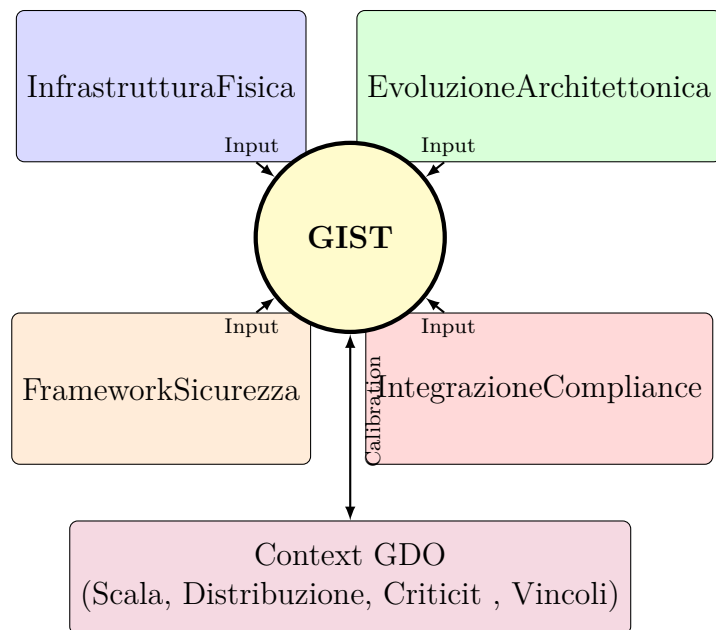 InfrastrutturaFisica
EvoluzioneArchitettonica
Input
Input
GIST
Input
Input
FrameworkSicurezza
Calibration
IntegrazioneCompliance
Context GDO
(Scala, Distribuzione, Criticit , Vincoli)